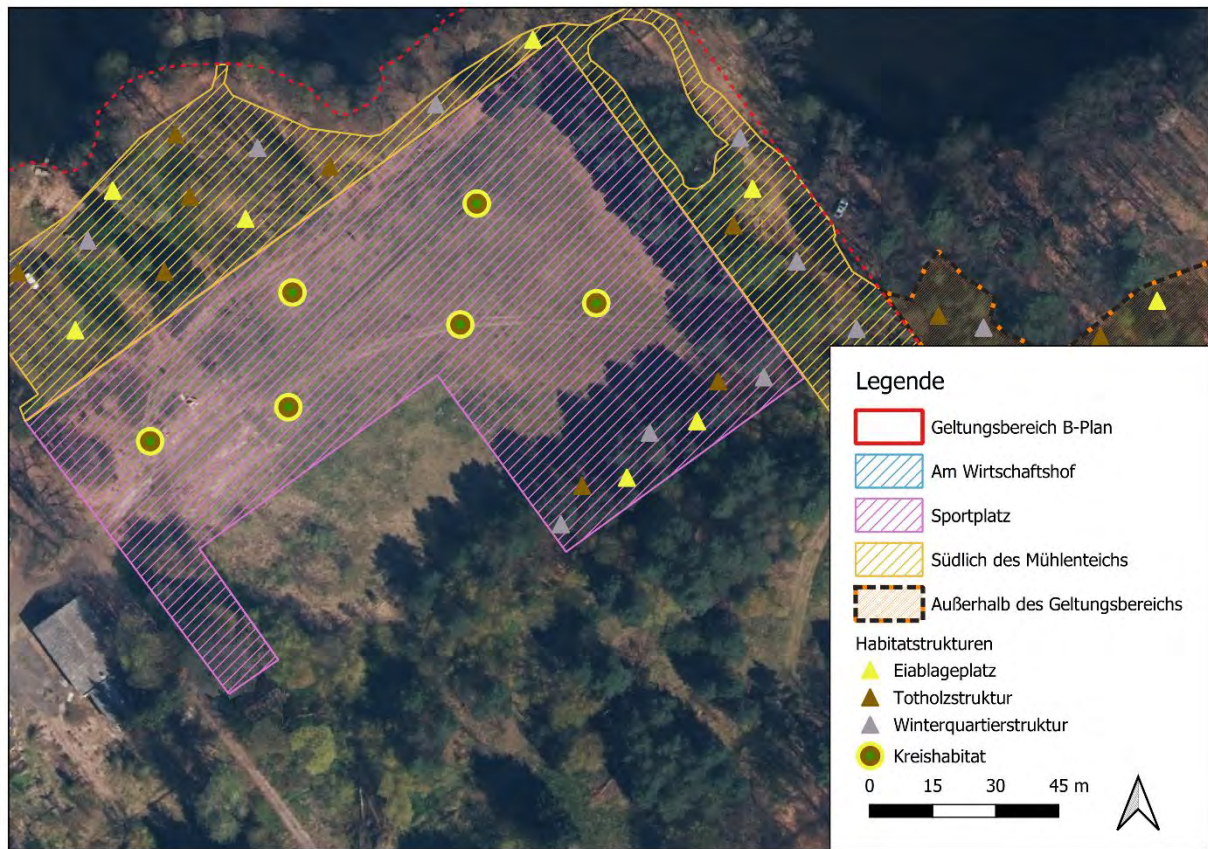 Legende
Geltungsbereich B-Plan
Am Wirtschaftshof
Sportplatz
Südlich des Mühlenteichs
Außerhalb des Geltungsbereichs
Habitatstrukturen
Eiablageplatz
Totholzstruktur
Winterquartierstruktur
Kreishabitat
0 15 30 45 m